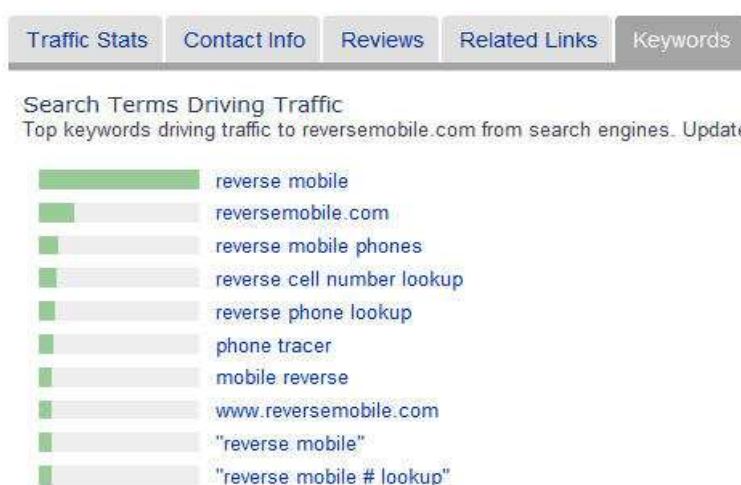 Traffic Stats Contact Info Reviews Related Links Keywords
Search Terms Driving Traffic
Top keywords driving traffic to reversemobile.com from search engines. Update
reverse mobile
reversemobile.com
reverse mobile phones
reverse cell number lookup
reverse phone lookup
phone tracer
mobile reverse
www.reversemobile.com
"reverse mobile"
"reverse mobile # lookup"